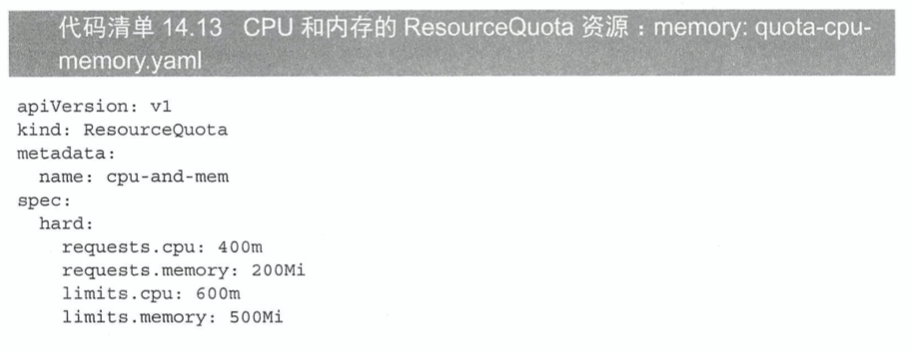 代码清单 14.13 CPU 和内存的 ResourceQuota 资源：memory: quota-cpu-
memory.yaml
apiVersion: v1
kind: ResourceQuota
metadata:
  name: cpu-and-mem
spec:
  hard:
    requests.cpu: 400m
    requests.memory: 200Mi
    limits.cpu: 600m
    limits.memory: 500Mi